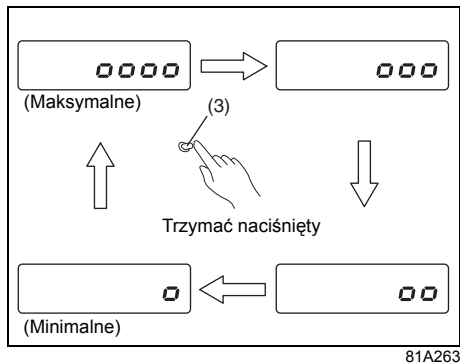 oooo
ooo
(Maksymalne)
(3)
Trzymać naciśnięty
o
oo
(Minimalne)
81A263